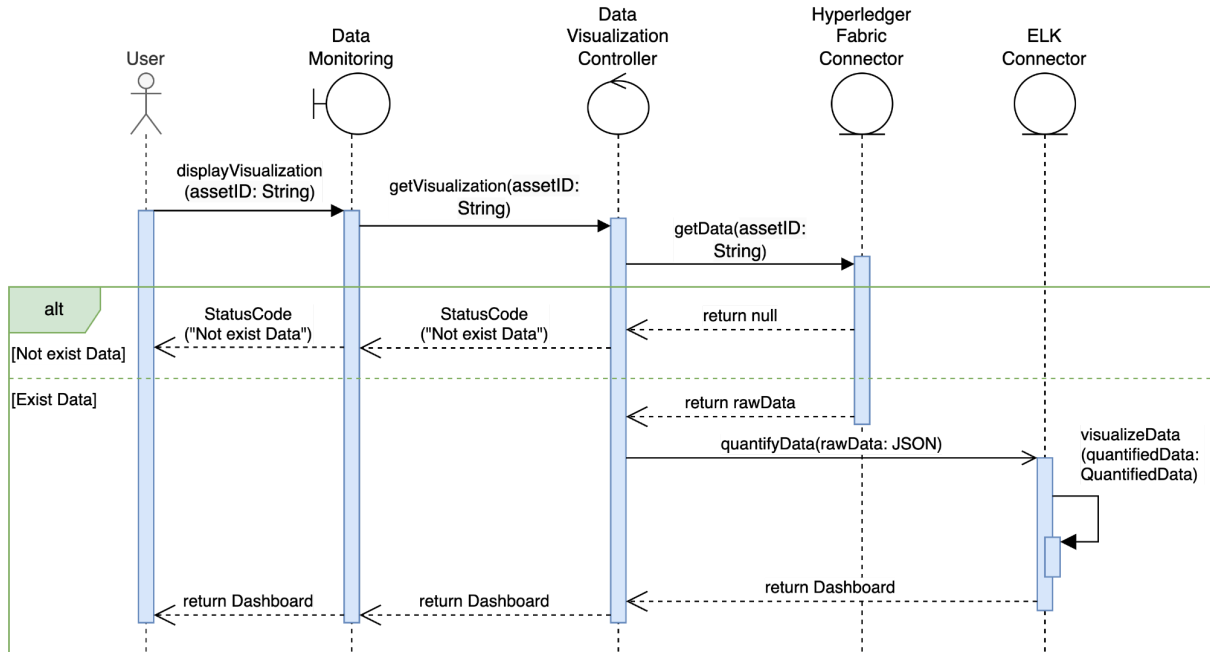 User
Data
Monitoring
Data
Visualization
Controller
Hyperledger
Fabric
Connector
ELK
Connector
displayVisualization
(assetID: String)
getVisualization(assetID:
String)
getData(assetID:
String)
alt
[Not exist Data]
StatusCode
("Not exist Data")
StatusCode
("Not exist Data")
return null
[Exist Data]
return rawData
quantifyData(rawData: JSON)
visualizeData
(quantifiedData:
QuantifiedData)
return Dashboard
return Dashboard
return Dashboard